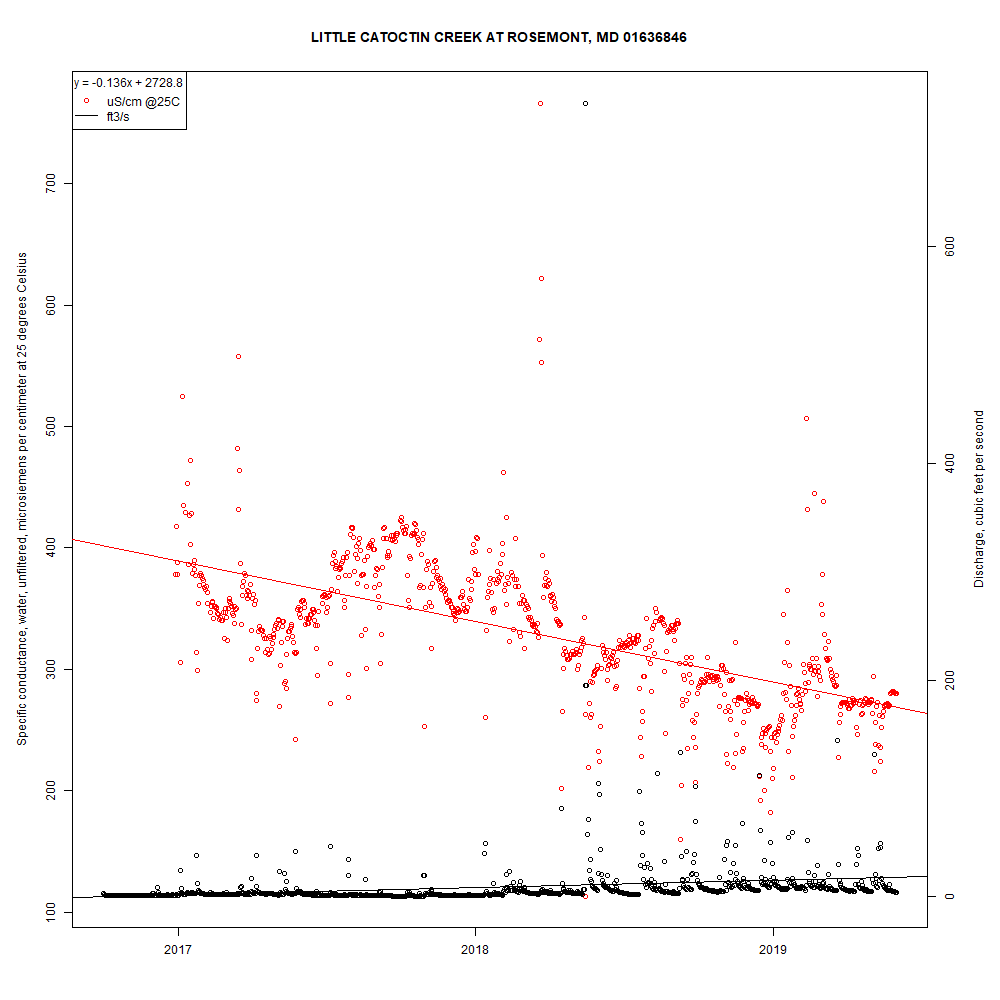 LITTLE CATOCTIN CREEK AT ROSEMONT, MD 01636846
y = -0.136x + 2728.8
uS/cm @25C
ft3/s
Specific conductance, water, unfiltered, microsiemens per centimeter at 25 degrees Celsius
700
600
500
400
300
200
100
600
400
200
0
Discharge, cubic feet per second
2017
2018
2019